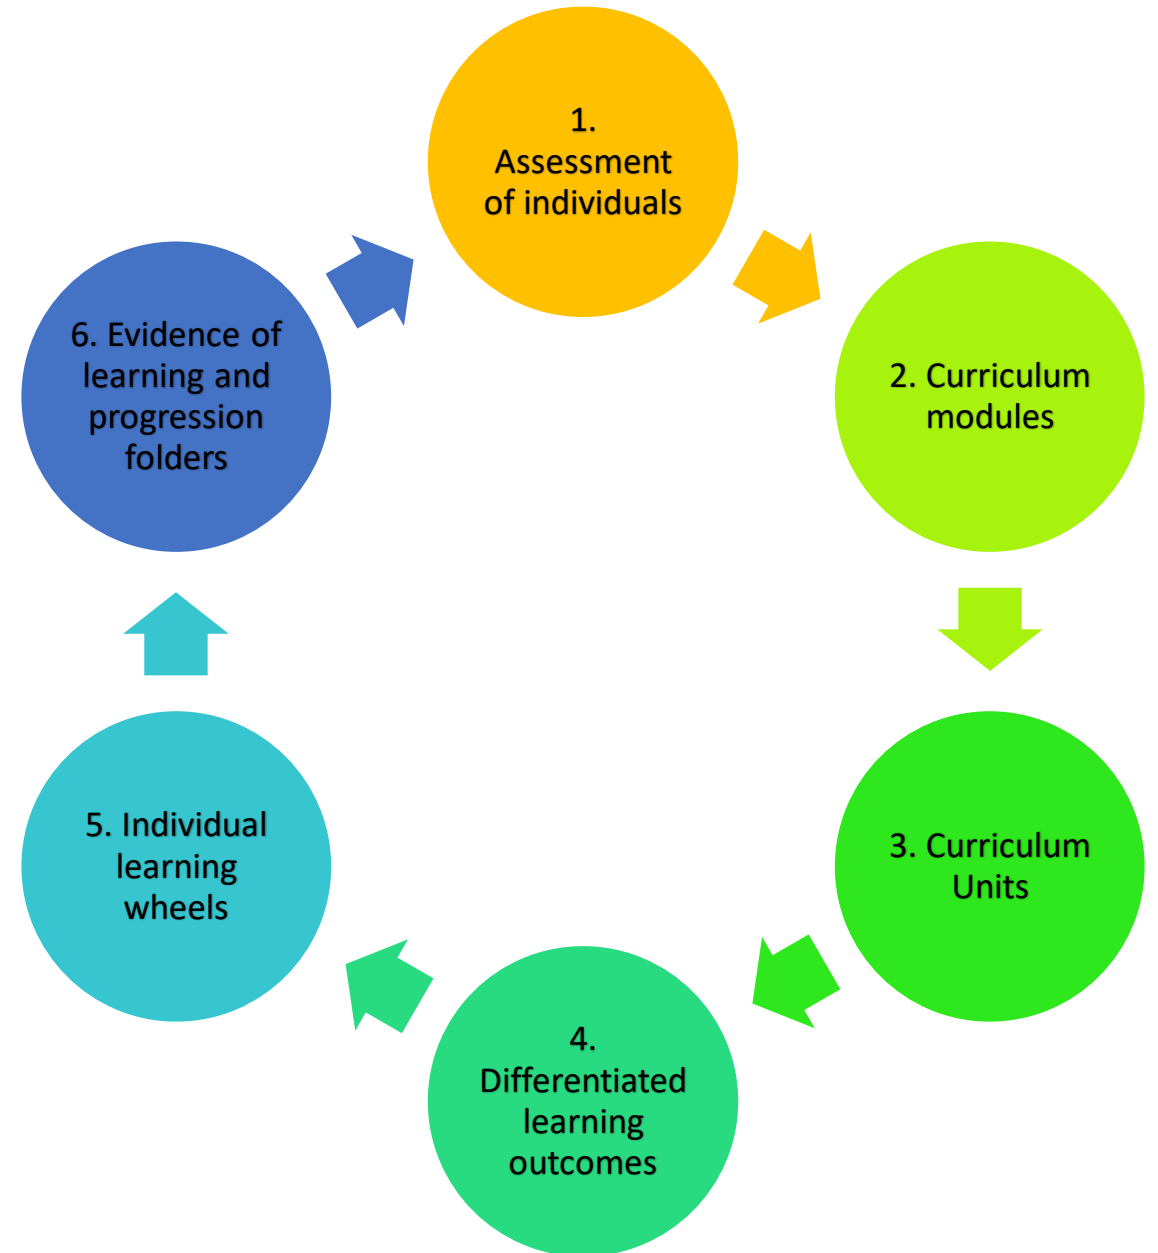 1.
Assessment
of individuals
2. Curriculum
modules
3. Curriculum
Units
4.
Differentiated
learning
outcomes
5. Individual
learning
wheels
6. Evidence of
learning and
progression
folders